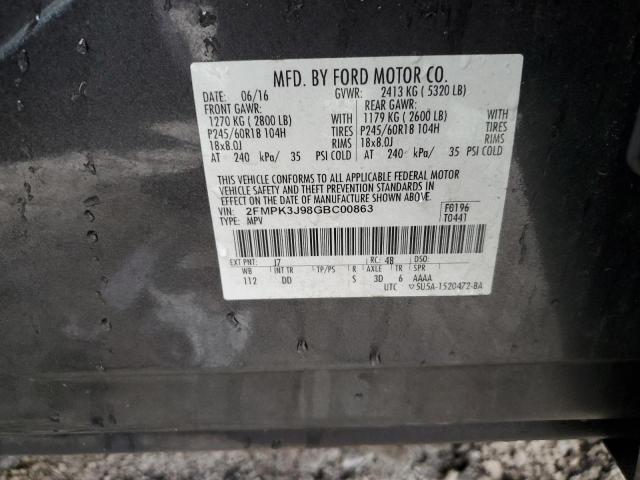 MFD. BY FORD MOTOR CO.
DATE: 06/16 GVWR: 2413 KG ( 5320 LB)
FRONT GAWR: REAR GAWR:
1270 KG ( 2800 LB) WITH 1179 KG ( 2600 LB) WITH
P245/60R18 104H TIRES P245/60R18 104H TIRES
18x8.0J RIMS 18x8.0J RIMS
AT 240 kPa/ 35 PSI COLD AT 240 kPa/ 35 PSI COLD
THIS VEHICLE CONFORMS TO ALL APPLICABLE FEDERAL MOTOR
VEHICLE SAFETY AND THEFT PREVENTION STANDARDS IN
EFFECT ON THE DATE OF MANUFACTURE SHOWN ABOVE.
VIN: 2FMPK3J98GBC00863 F0196
TYPE: MPV T0441
EXT PNT: J7 RC: 48 DSO:
WB INT TR TP/PS R AXLE TR SPR
112 DD S 3D 6 AAAA
UTC ▽5U5A-1520472-BA